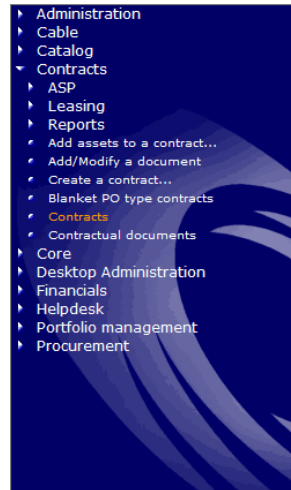 Administration
Cable
Catalog
Contracts
ASP
Leasing
Reports
Add assets to a contract...
Add/Modify a document
Create a contract...
Blanket PO type contracts
Contracts
Contractual documents
Core
Desktop Administration
Financials
Helpdesk
Portfolio management
Procurement